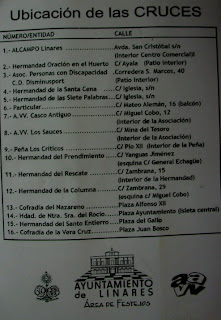 Ubicación de las CRUCES
NÚMERO/ENTIDAD CALLE
1.- ALCAMPO Linares Avda. San Cristóbal s/n
(Interior Centro Comercial)
2.- Hermandad Oración en el Huerto C/ Ayala (Patio Interior)
3.- Asoc. Personas con Discapacidad Corredera S. Marcos, 40
C.D. Disminusport (Patio interior)
4.- Hermandad de la Santa Cena C/ Iglesia, s/n
5.- Hermandad de las Siete Palabras C/ Iglesia, s/n
6.- Particular C/ Mateo Alemán, 16 (Balcón)
7.- A.VV. Casco Antiguo C/ Miguel Cobo, 12
(Interior de la Asociación)
8.- A.VV. Los Sauces C/ Mina del Tesoro
(Interior de la Asociación)
9.- Peña Los Críticos C/ Pío XII (Interior de la Peña)
10.- Hermandad del Prendimiento C/ Yanguas Jiménez
(esquina C/ General Echagüe)
11.- Hermandad del Rescate C/ Zambrana, 15
(Interior de la Hermandad)
12.- Hermandad de la Columna C/ Zambrana, 29
(esquina C/ Miguel Cobo)
13.- Cofradía del Nazareno Plaza Alfonso XII
14.- Hdad. de Ntra. Sra. del Rocío Plaza Ayuntamiento (isleta central)
15.- Hermandad del Santo Entierro Plaza del Gallo
16.- Cofradía de la Vera Cruz Plaza Juan Bosco
AYUNTAMIENTO
de LINARES
ÁREA DE FESTEJOS